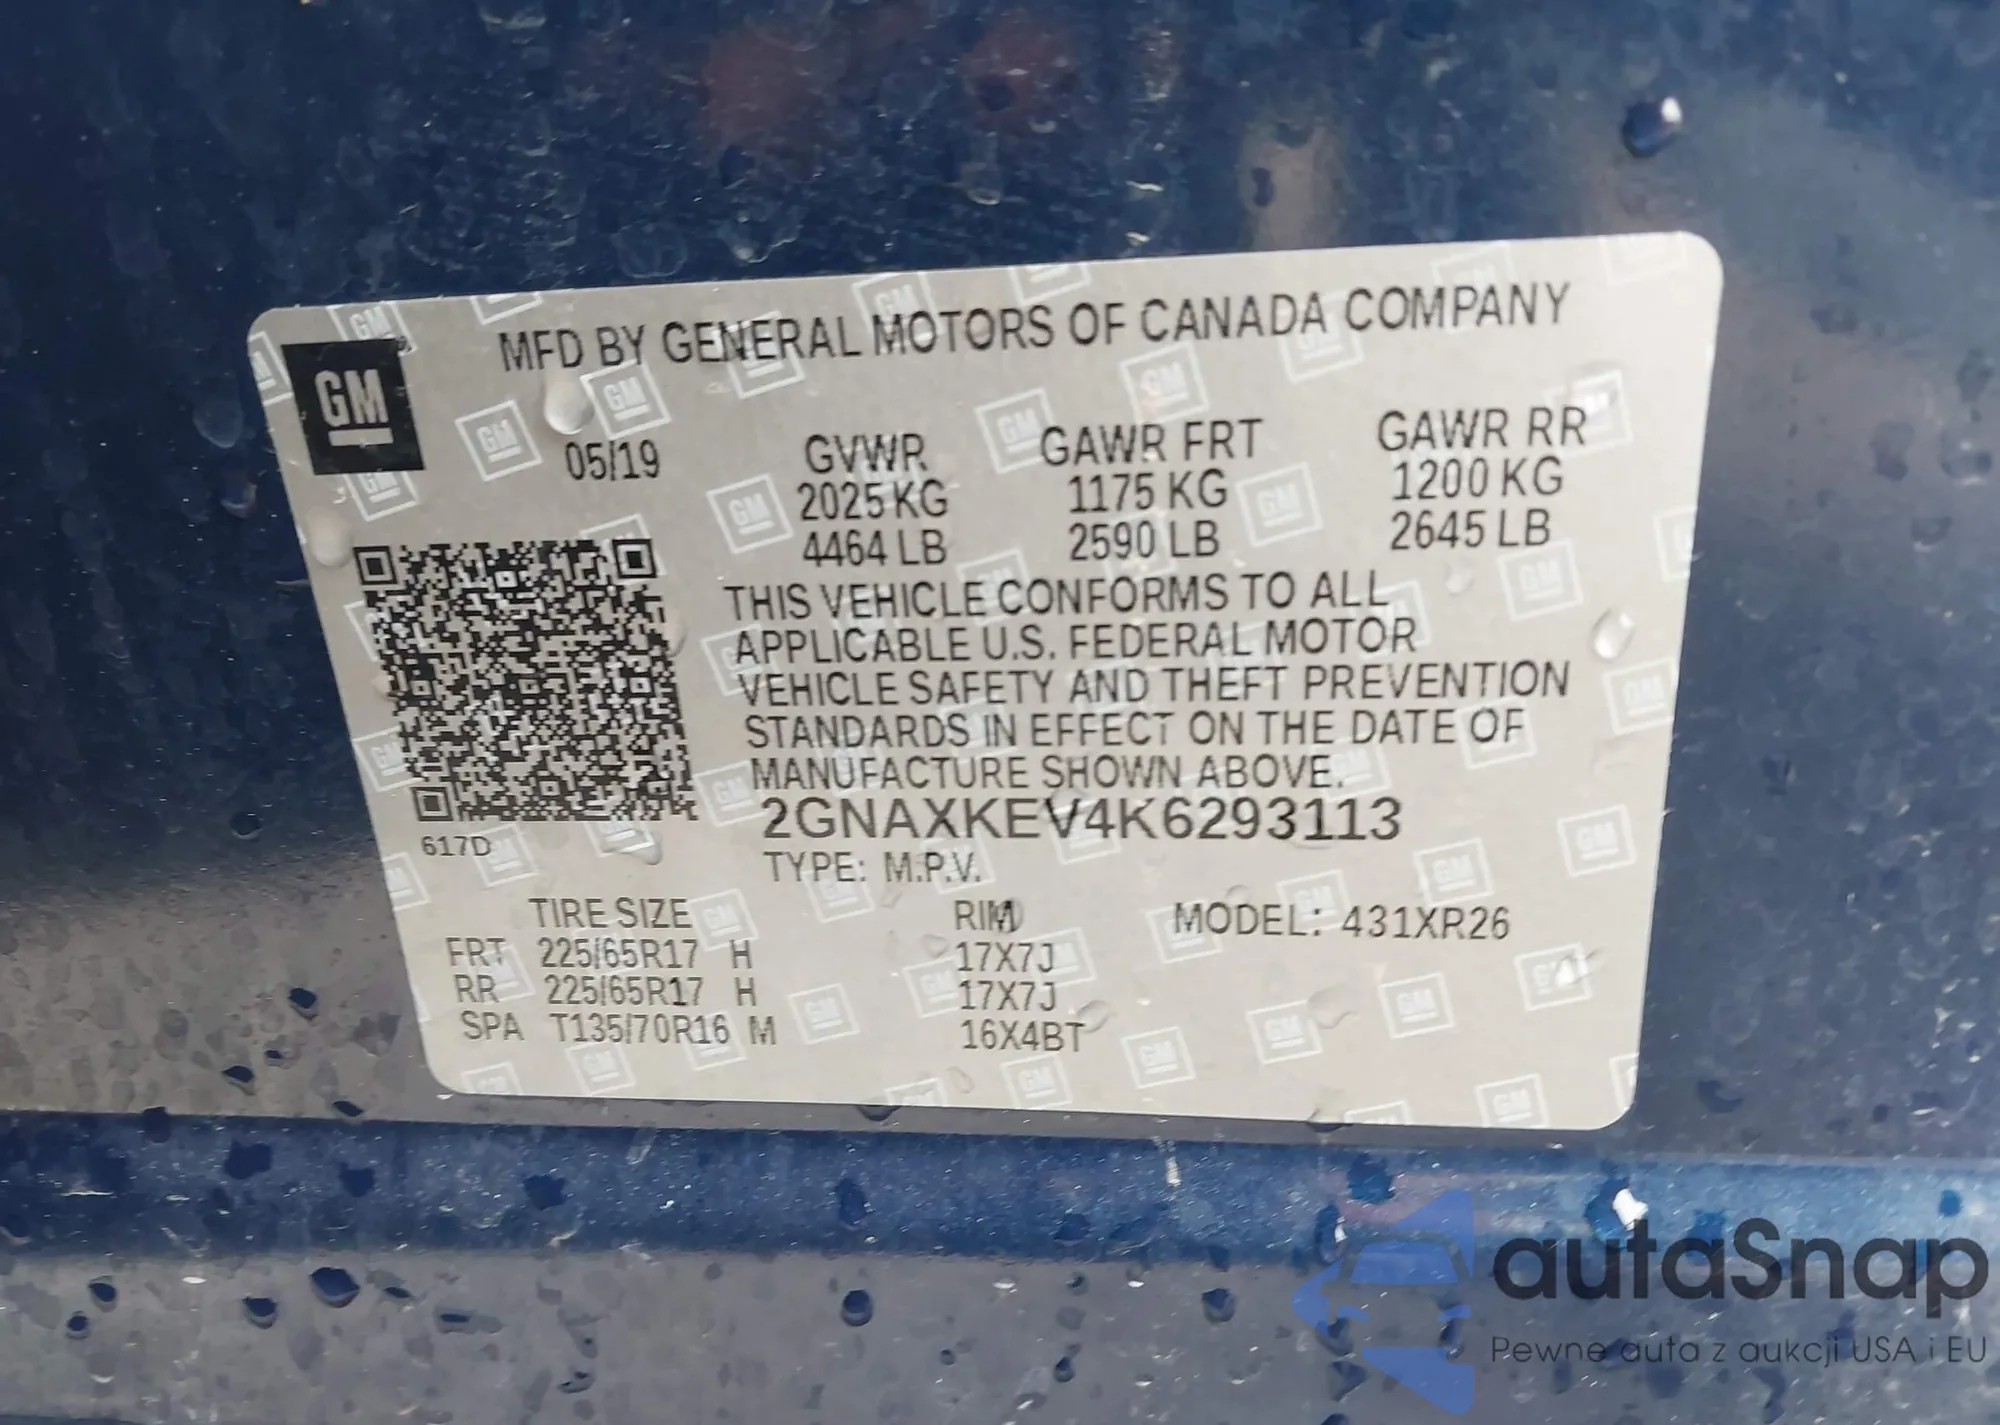 MFD BY GENERAL MOTORS OF CANADA COMPANY
GM
05/19 GVWR GAWR FRT GAWR RR
2025 KG 1175 KG 1200 KG
4464 LB 2590 LB 2645 LB
THIS VEHICLE CONFORMS TO ALL
APPLICABLE U.S. FEDERAL MOTOR
VEHICLE SAFETY AND THEFT PREVENTION
STANDARDS IN EFFECT ON THE DATE OF
MANUFACTURE SHOWN ABOVE.
2GNAXKEV4K6293113
617D
TYPE: M.P.V.
TIRE SIZE RIM MODEL: 431XR26
FRT 225/65R17 H 17X7J
RR 225/65R17 H 17X7J
SPA T135/70R16 M 16X4BT
autaSnap
Pewne auta z aukcji USA i EU